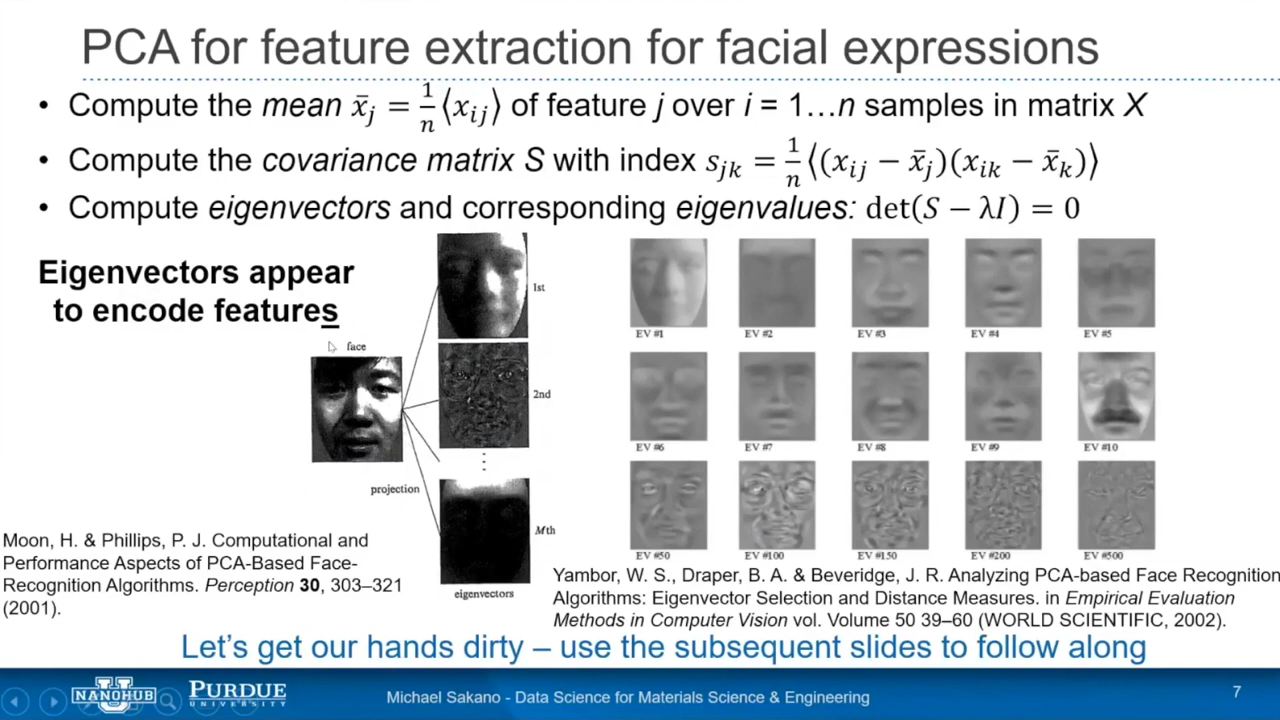 PCA for feature extraction for facial expressions
• Compute the mean x̄ⱼ = 1/n ⟨xᵢⱼ⟩ of feature j over i = 1…n samples in matrix X
• Compute the covariance matrix S with index sⱼₖ = 1/n ⟨(xᵢⱼ − x̄ⱼ)(xᵢₖ − x̄ₖ)⟩
• Compute eigenvectors and corresponding eigenvalues: det(S − λI) = 0
Eigenvectors appear
to encode features
face
projection
1st
2nd
Mth
eigenvectors
EV #1 EV #2 EV #3 EV #4 EV #5
EV #6 EV #7 EV #8 EV #9 EV #10
EV #50 EV #100 EV #150 EV #200 EV #500
Moon, H. & Phillips, P. J. Computational and
Performance Aspects of PCA-Based Face-
Recognition Algorithms. Perception 30, 303–321
(2001).
Yambor, W. S., Draper, B. A. & Beveridge, J. R. Analyzing PCA-based Face Recognition
Algorithms: Eigenvector Selection and Distance Measures. in Empirical Evaluation
Methods in Computer Vision vol. Volume 50 39–60 (WORLD SCIENTIFIC, 2002).
Let's get our hands dirty – use the subsequent slides to follow along
NANOHUB
PURDUE
UNIVERSITY
Michael Sakano - Data Science for Materials Science & Engineering
7